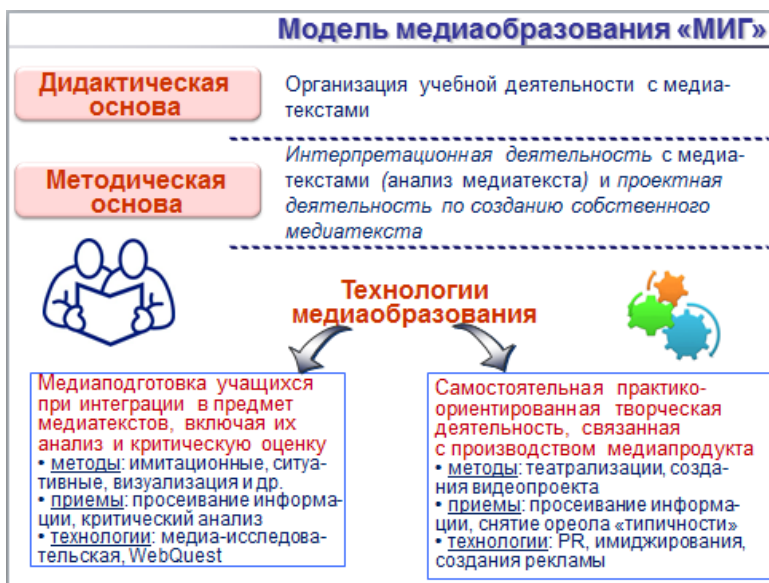 Модель медиаобразования «МИГ»
Дидактическая
основа
Организация учебной деятельности с медиа-
текстами
Методическая
основа
Интерпретационная деятельность с медиа-
текстами (анализ медиатекста) и проектная
деятельность по созданию собственного
медиатекста
Технологии
медиаобразования
Медиаподготовка учащихся
при интеграции в предмет
медиатекстов, включая их
анализ и критическую оценку
• методы: имитационные, ситуа-
тивные, визуализация и др.
• приемы: просеивание информа-
ции, критический анализ
• технологии: медиа-исследова-
тельская, WebQuest
Самостоятельная практико-
ориентированная творческая
деятельность, связанная
с производством медиапродукта
• методы: театрализации, созда-
ния видеопроекта
• приемы: просеивание информа-
ции, снятие ореола «типичности»
• технологии: PR, имиджирования,
создания рекламы